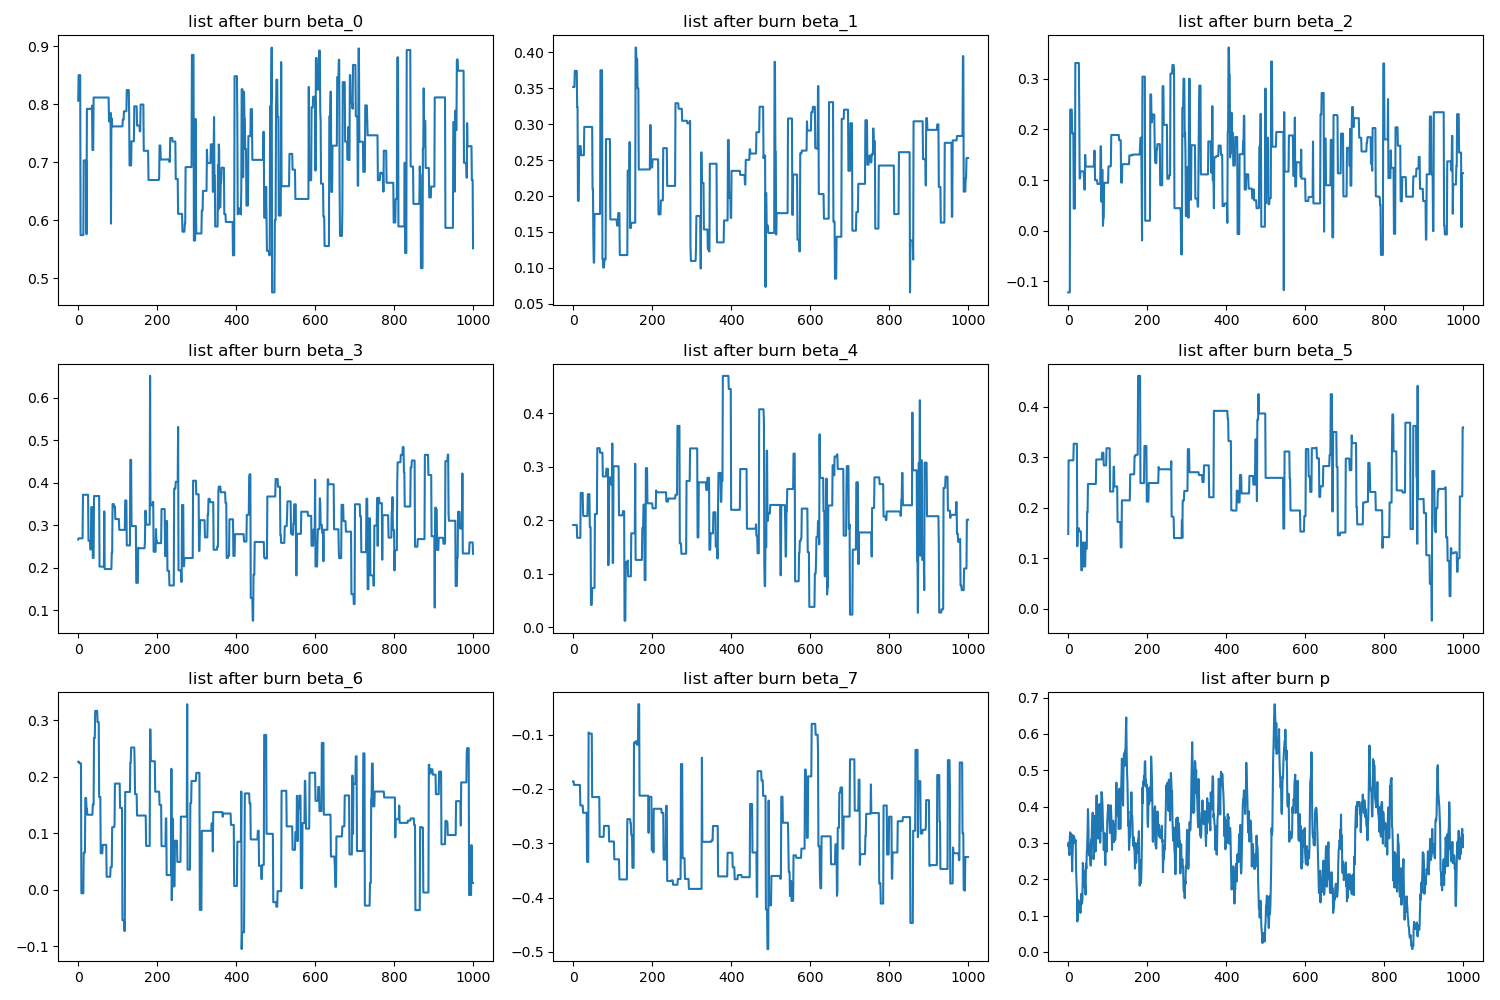 list after burn beta_0
list after burn beta_1
list after burn beta_2
0.9
0.8
0.7
0.6
0.5
0.40
0.35
0.30
0.25
0.20
0.15
0.10
0.05
0.3
0.2
0.1
0.0
−0.1
0 200 400 600 800 1000
0 200 400 600 800 1000
0 200 400 600 800 1000
list after burn beta_3
list after burn beta_4
list after burn beta_5
0.6
0.5
0.4
0.3
0.2
0.1
0.4
0.3
0.2
0.1
0.0
0.4
0.3
0.2
0.1
0.0
0 200 400 600 800 1000
0 200 400 600 800 1000
0 200 400 600 800 1000
list after burn beta_6
list after burn beta_7
list after burn p
0.3
0.2
0.1
0.0
−0.1
−0.1
−0.2
−0.3
−0.4
−0.5
0.7
0.6
0.5
0.4
0.3
0.2
0.1
0.0
0 200 400 600 800 1000
0 200 400 600 800 1000
0 200 400 600 800 1000